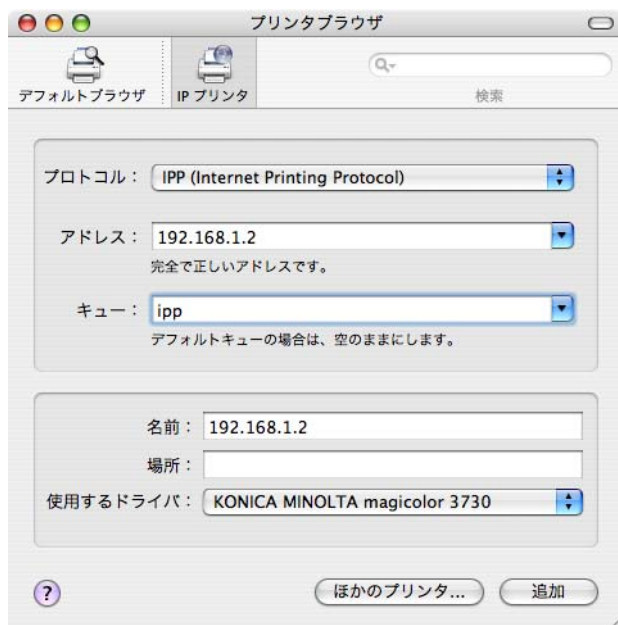 プリンタブラウザ
デフォルトブラウザ
IP プリンタ
検索
プロトコル：
IPP (Internet Printing Protocol)
アドレス：
192.168.1.2
完全で正しいアドレスです。
キュー：
ipp
デフォルトキューの場合は、空のままにします。
名前：
192.168.1.2
場所：
使用するドライバ：
KONICA MINOLTA magicolor 3730
?
ほかのプリンタ...
追加